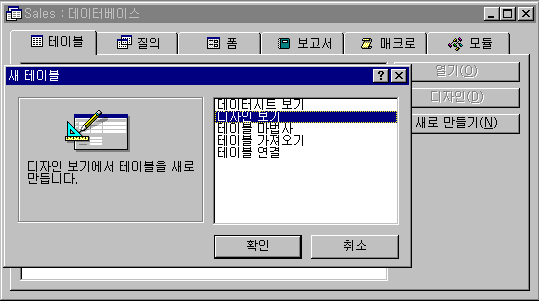 Sales : 데이터베이스
테이블 질의 폼 보고서 매크로 모듈
열기(O)
디자인(D)
새로 만들기(N)
새 테이블
디자인 보기에서 테이블을 새로
만듭니다.
데이터시트 보기
디자인 보기
테이블 마법사
테이블 가져오기
테이블 연결
확인 취소